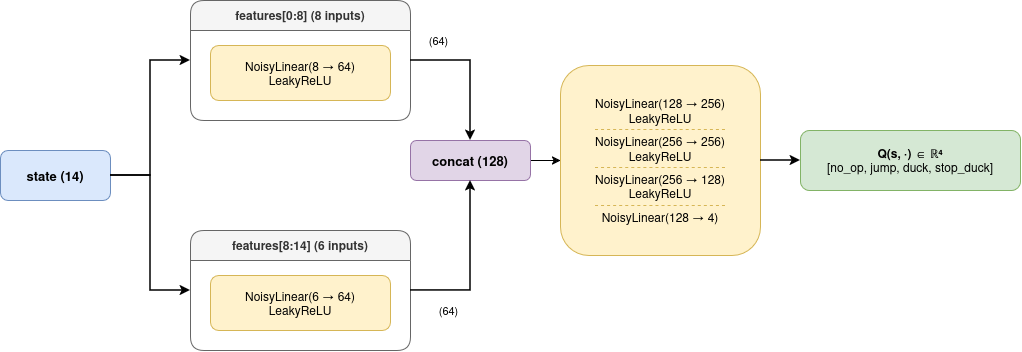 features[0:8] (8 inputs)
NoisyLinear(8 → 64)
LeakyReLU
(64)
state (14)
concat (128)
features[8:14] (6 inputs)
NoisyLinear(6 → 64)
LeakyReLU
(64)
NoisyLinear(128 → 256)
LeakyReLU
NoisyLinear(256 → 256)
LeakyReLU
NoisyLinear(256 → 128)
LeakyReLU
NoisyLinear(128 → 4)
Q(s, ·) ∈ ℝ⁴
[no_op, jump, duck, stop_duck]